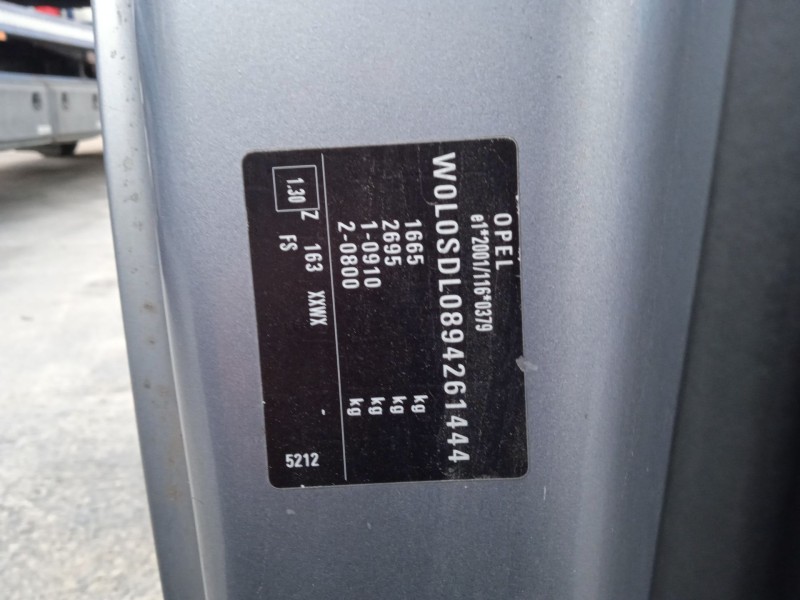 OPEL
e1*2001/116*0379
W0L0SDL0894261444
1665 kg
2695 kg
1-0910 kg
2-0800 kg
1.30 Z 163 XXWX -
FS 5212